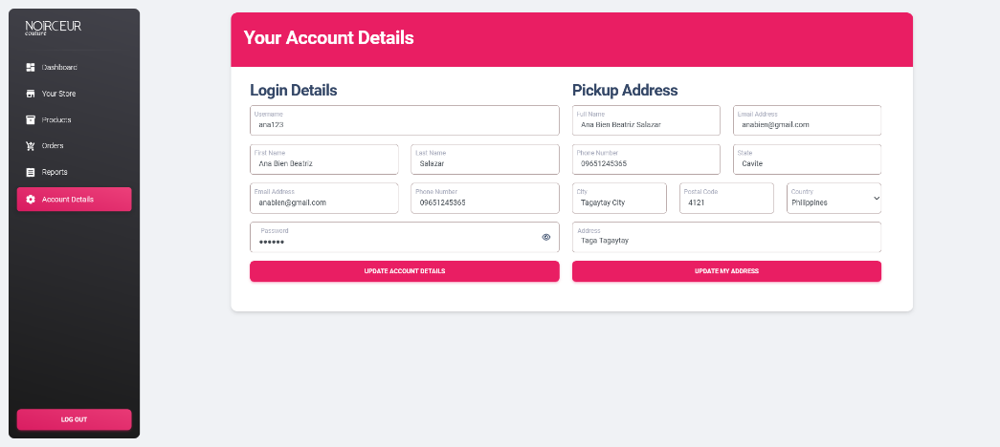 NOIRCEUR
couture
Dashboard
Your Store
Products
Orders
Reports
Account Details
LOG OUT
Your Account Details
Login Details
Username
ana123
First Name
Ana Bien Beatriz
Last Name
Salazar
Email Address
anabien@gmail.com
Phone Number
09651245365
Password
●●●●●●
UPDATE ACCOUNT DETAILS
Pickup Address
Full Name
Ana Bien Beatriz Salazar
Email Address
anabien@gmail.com
Phone Number
09651245365
State
Cavite
City
Tagaytay City
Postal Code
4121
Country
Philippines
Address
Taga Tagaytay
UPDATE MY ADDRESS